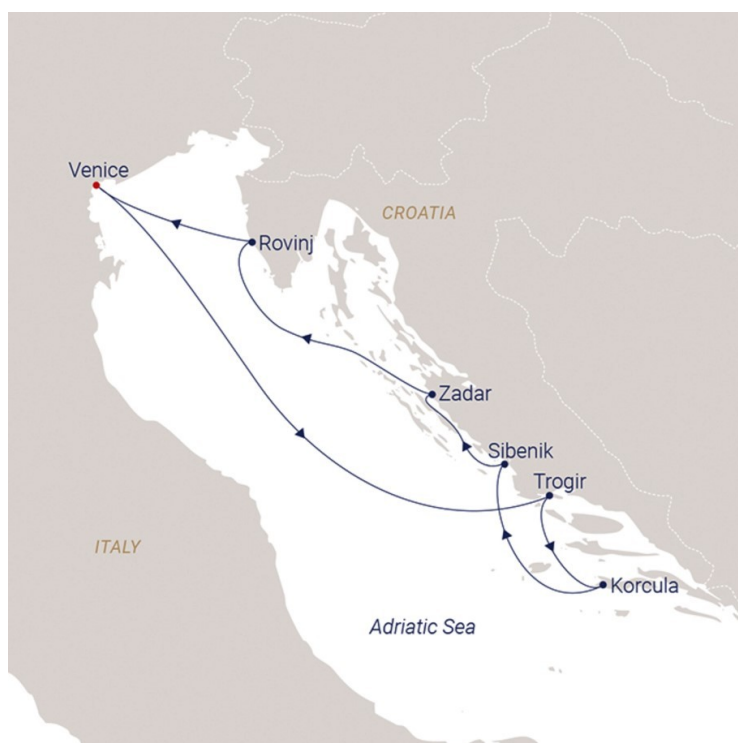 Venice
CROATIA
Rovinj
Zadar
Sibenik
Trogir
ITALY
Korcula
Adriatic Sea